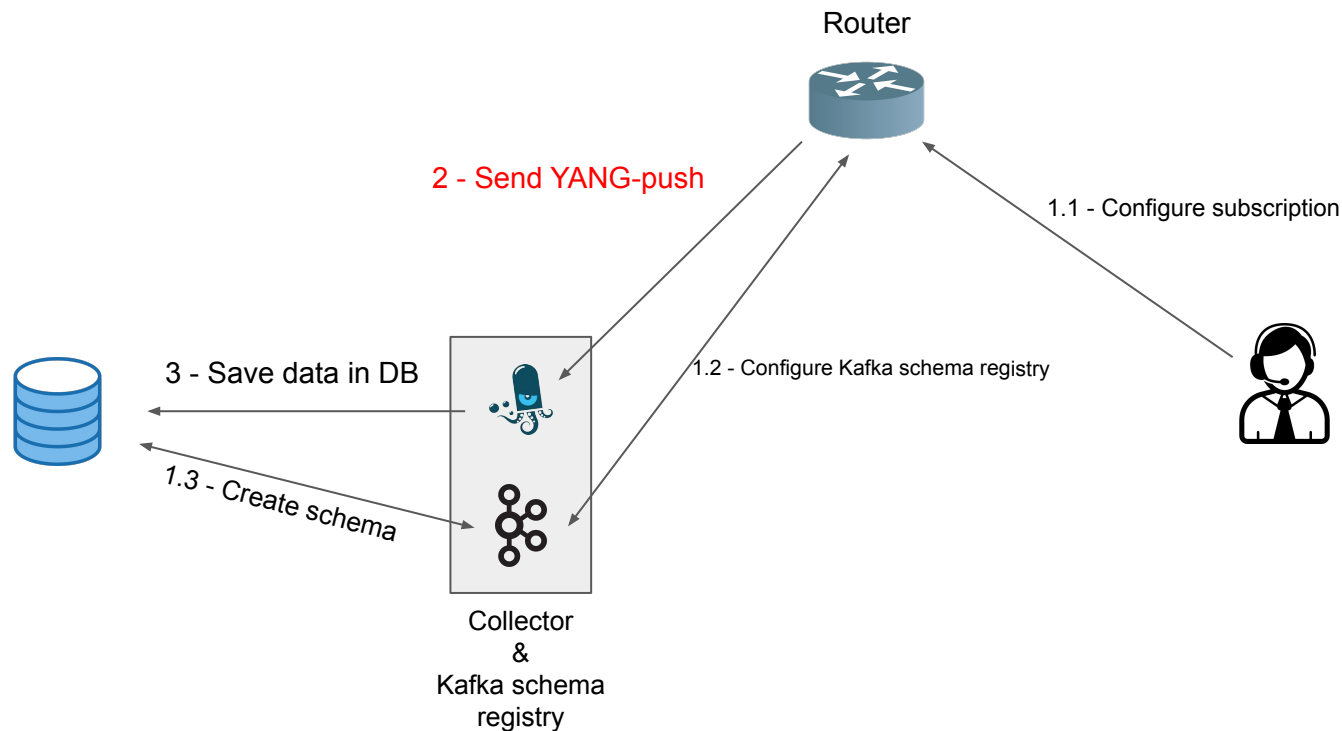 Router
2 - Send YANG-push
1.1 - Configure subscription
1.2 - Configure Kafka schema registry
3 - Save data in DB
1.3 - Create schema
Collector
&
Kafka schema
registry